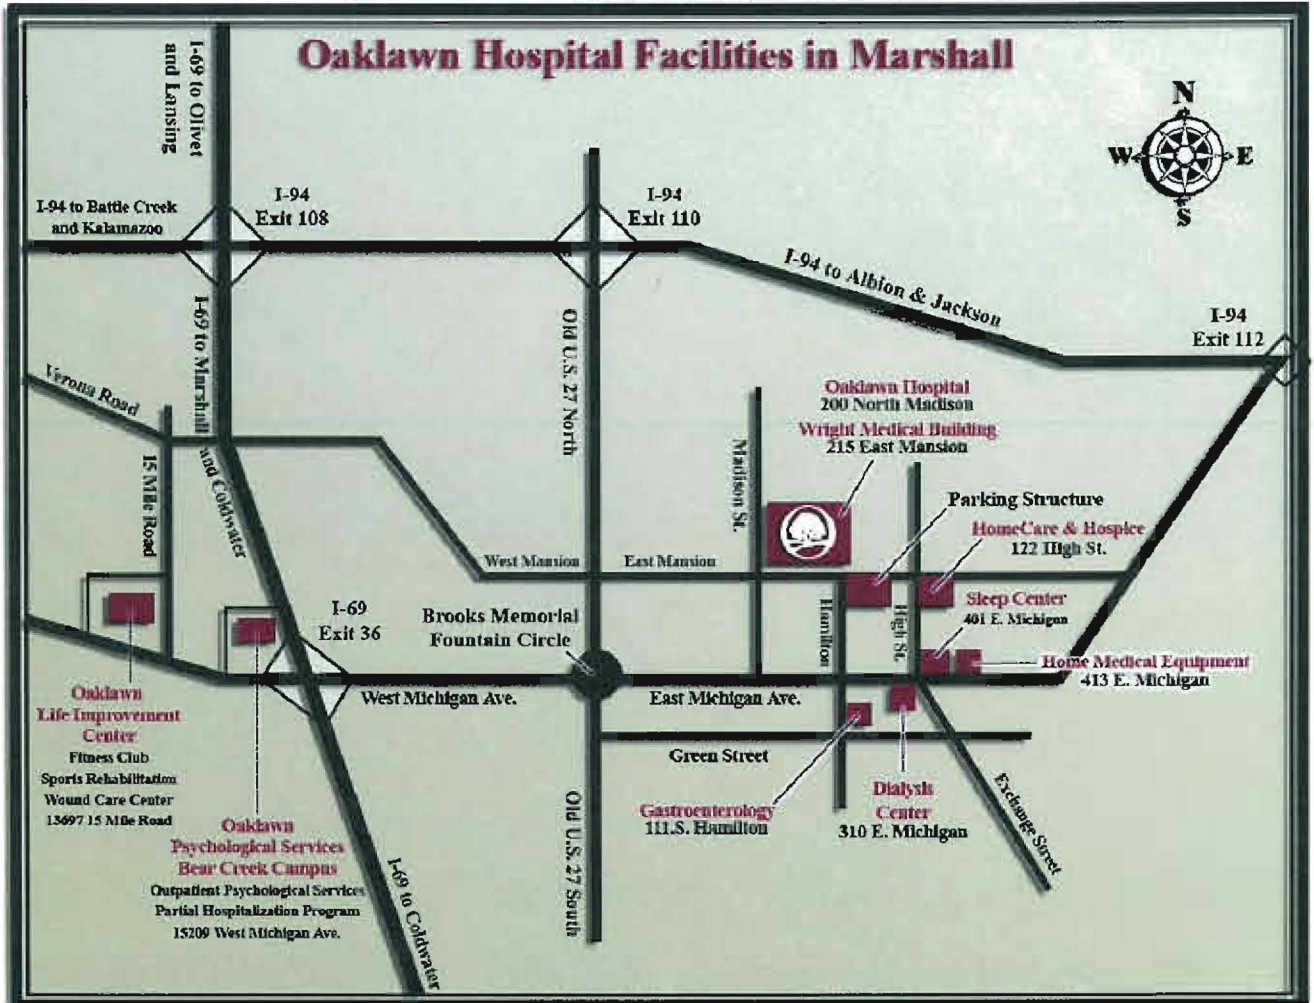 Oaklawn Hospital Facilities in Marshall
I-69 to Olivet
and Lansing
N
W
E
S
I-94 to Battle Creek
and Kalamazoo
I-94
Exit 108
I-94
Exit 110
I-94 to Albion & Jackson
I-94
Exit 112
I-69 to Marshall and Coldwater
Old U.S. 27 North
Verona Road
15 Mile Road
Madison St.
Oaklawn Hospital
200 North Madison
Wright Medical Building
215 East Mansion
Parking Structure
HomeCare & Hospice
122 High St.
West Mansion
East Mansion
Sleep Center
401 E. Michigan
Hamilton
High St.
I-69
Exit 36
Brooks Memorial
Fountain Circle
Home Medical Equipment
413 E. Michigan
West Michigan Ave.
East Michigan Ave.
Oaklawn
Life Improvement
Center
Fitness Club
Sports Rehabilitation
Wound Care Center
13697 15 Mile Road
Green Street
Gastroenterology
111.S. Hamilton
Dialysis
Center
310 E. Michigan
Exchange Street
Oaklawn
Psychological Services
Bear Creek Campus
Outpatient Psychological Services
Partial Hospitalization Program
15209 West Michigan Ave.
I-69 to Coldwater
Old U.S. 27 South